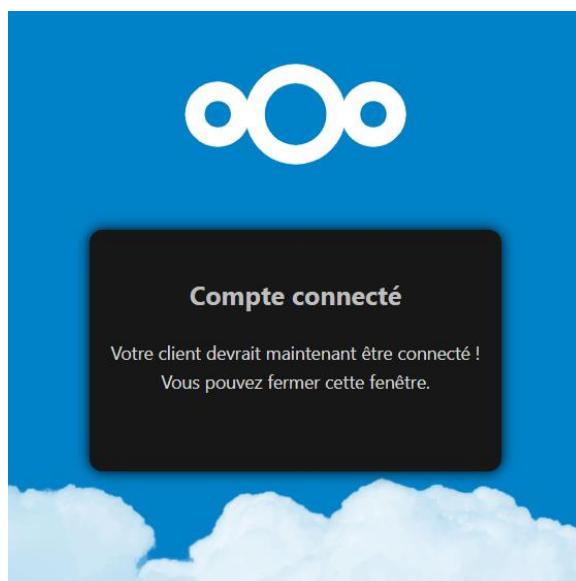 Compte connecté
Votre client devrait maintenant être connecté !
Vous pouvez fermer cette fenêtre.